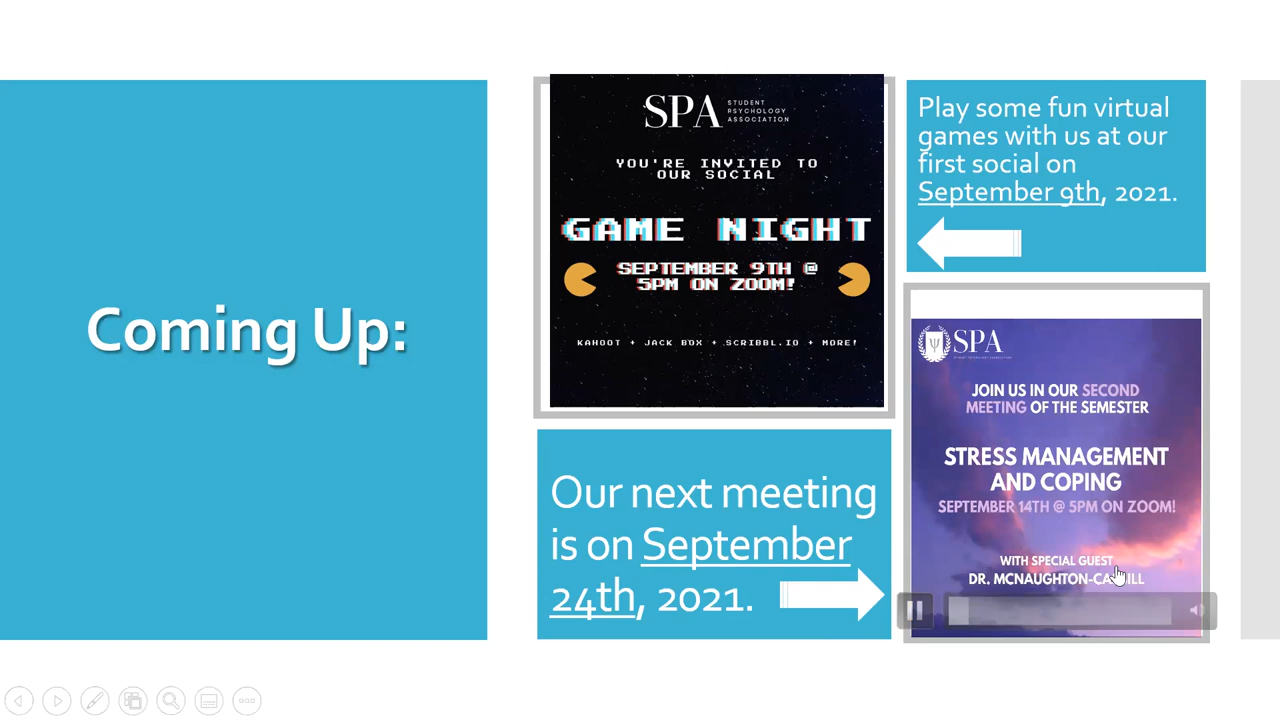 Coming Up:
SPA
STUDENT
PSYCHOLOGY
ASSOCIATION
YOU'RE INVITED TO
OUR SOCIAL
GAME NIGHT
SEPTEMBER 9TH @
5PM ON ZOOM!
KAHOOT + JACK BOX + SCRIBBL.IO + MORE!
Play some fun virtual
games with us at our
first social on
September 9th, 2021.
Our next meeting
is on September
24th, 2021.
SPA
JOIN US IN OUR SECOND
MEETING OF THE SEMESTER
STRESS MANAGEMENT
AND COPING
SEPTEMBER 14TH @ 5PM ON ZOOM!
WITH SPECIAL GUEST
DR.